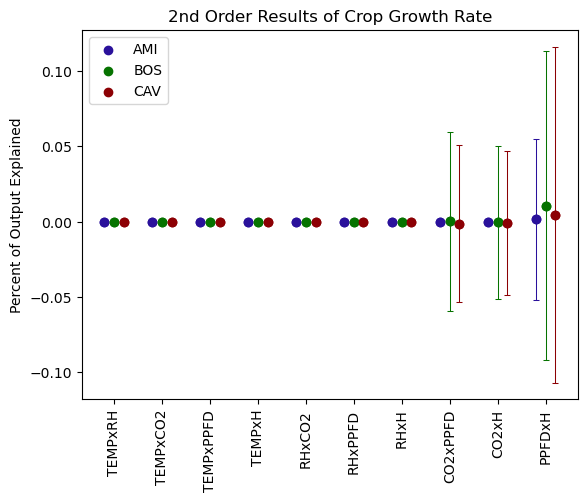 2nd Order Results of Crop Growth Rate
AMI
BOS
CAV
Percent of Output Explained
0.10
0.05
0.00
−0.05
−0.10
TEMPxRH
TEMPxCO2
TEMPxPPFD
TEMPxH
RHxCO2
RHxPPFD
RHxH
CO2xPPFD
CO2xH
PPFDxH